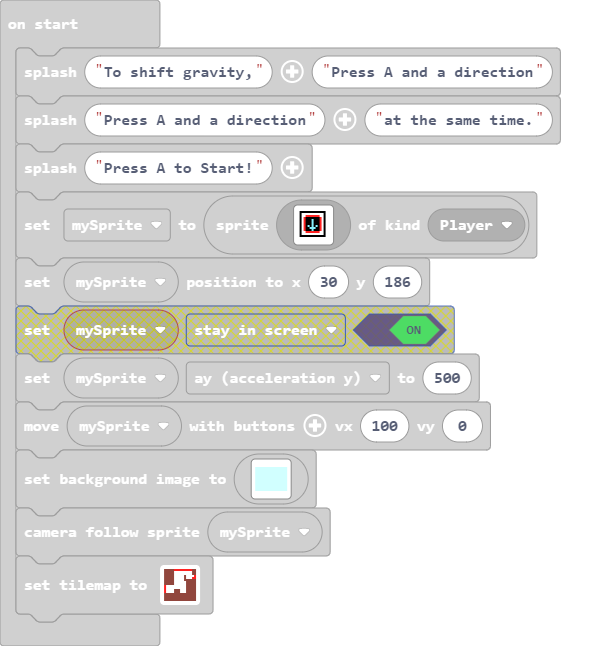 on start
splash "To shift gravity," "Press A and a direction"
splash "Press A and a direction" "at the same time."
splash "Press A to Start!"
set mySprite to sprite of kind Player
set mySprite position to x 30 y 186
set mySprite stay in screen ON
set mySprite ay (acceleration y) to 500
move mySprite with buttons vx 100 vy 0
set background image to
camera follow sprite mySprite
set tilemap to